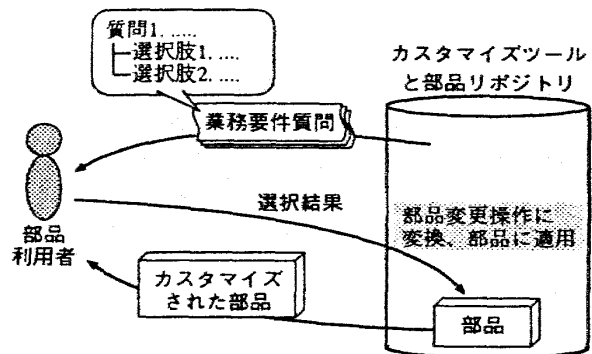 質問1. .....
選択肢1. ....
選択肢2. ....
カスタマイズツール
と部品リポジトリ
業務要件質問
選択結果
部品変更操作に
変換、部品に適用
部品
利用者
カスタマイズ
された部品
部品